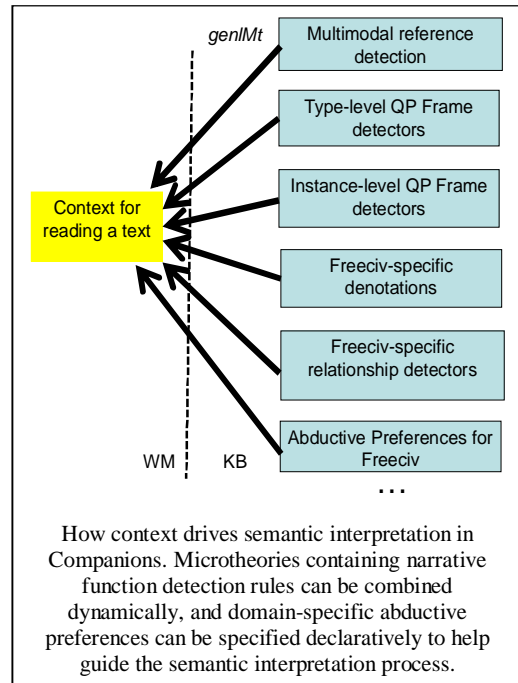 genlMt
Multimodal reference
detection
Type-level QP Frame
detectors
Instance-level QP Frame
detectors
Context for
reading a text
Freeciv-specific
denotations
Freeciv-specific
relationship detectors
Abductive Preferences for
Freeciv
WM
KB
...
How context drives semantic interpretation in
Companions. Microtheories containing narrative
function detection rules can be combined
dynamically, and domain-specific abductive
preferences can be specified declaratively to help
guide the semantic interpretation process.